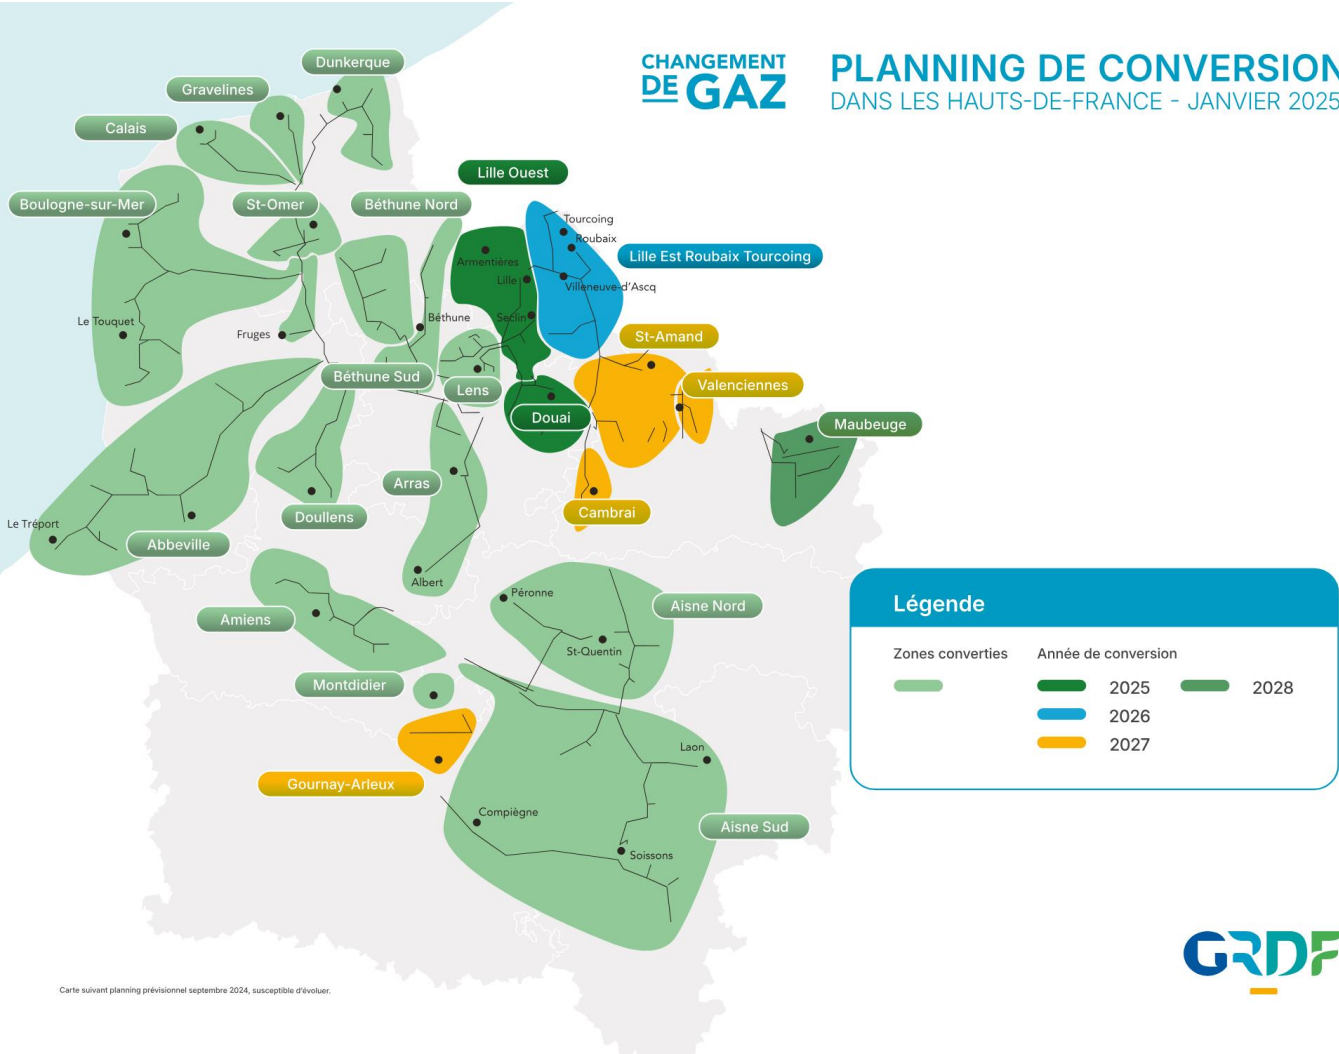 CHANGEMENT
DE GAZ
PLANNING DE CONVERSION
DANS LES HAUTS-DE-FRANCE - JANVIER 2025
Dunkerque
Gravelines
Calais
Lille Ouest
Boulogne-sur-Mer
St-Omer
Béthune Nord
Tourcoing
Roubaix
Armentières
Lille Est Roubaix Tourcoing
Lille
Villeneuve-d'Ascq
Le Touquet
Fruges
Béthune
Seclin
St-Amand
Béthune Sud
Lens
Valenciennes
Douai
Maubeuge
Arras
Cambrai
Doullens
Le Tréport
Abbeville
Albert
Péronne
Aisne Nord
Amiens
St-Quentin
Montdidier
Laon
Gournay-Arleux
Compiègne
Aisne Sud
Soissons
Légende
Zones converties
Année de conversion
2025
2028
2026
2027
GRDF
Carte suivant planning prévisionnel septembre 2024, susceptible d'évoluer.